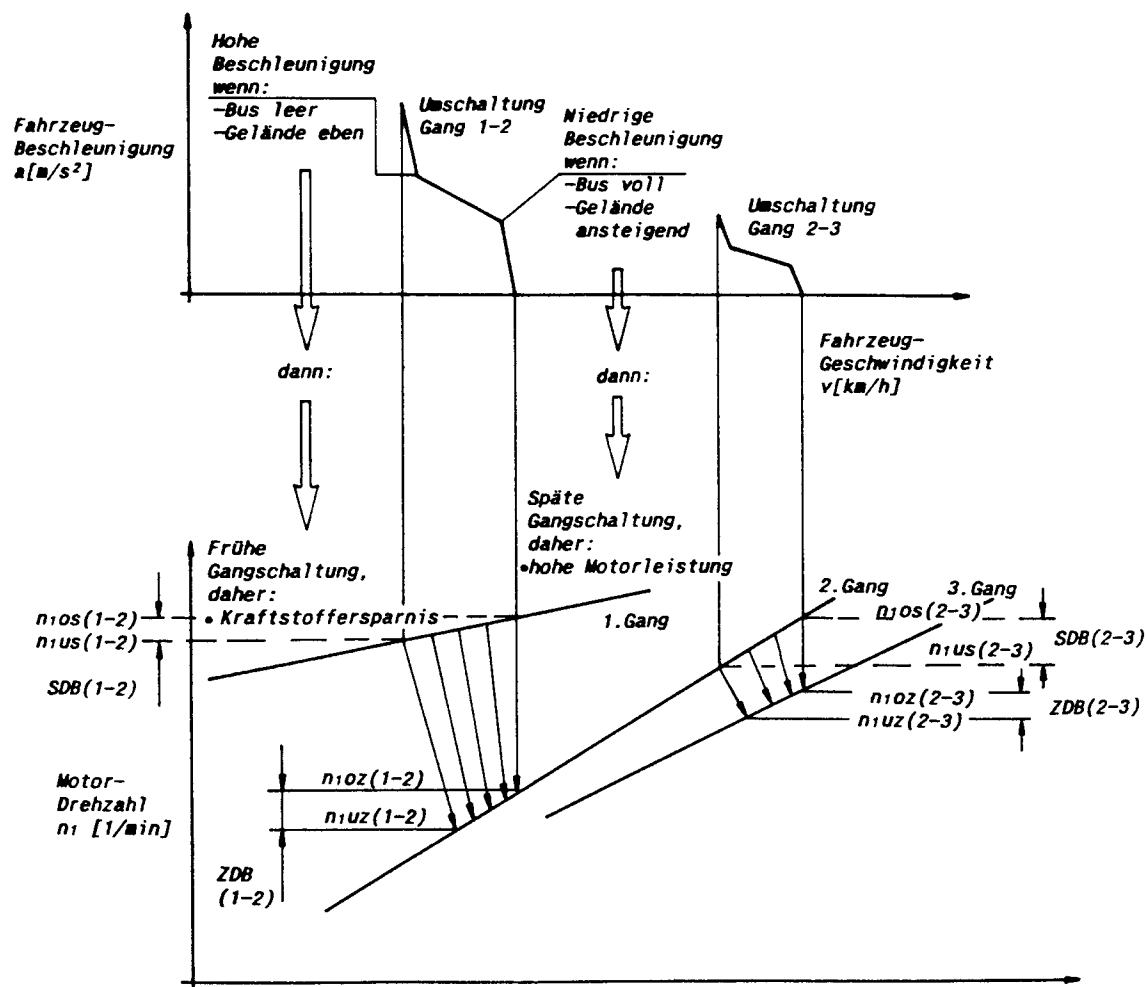 Hohe
Beschleunigung
wenn:
-Bus leer
-Gelände eben
Umschaltung
Gang 1-2
Niedrige
Beschleunigung
wenn:
-Bus voll
-Gelände
ansteigend
Umschaltung
Gang 2-3
Fahrzeug-
Beschleunigung
a[m/s²]
Fahrzeug-
Geschwindigkeit
v[km/h]
dann:
dann:
Frühe
Gangschaltung,
daher:
• Kraftstoffersparnis
Späte
Gangschaltung,
daher:
•hohe Motorleistung
1.Gang
2.Gang
3.Gang
n₁os(1-2)
n₁us(1-2)
SDB(1-2)
n₁os(2-3)
n₁us(2-3)
SDB(2-3)
n₁oz(2-3)
n₁uz(2-3)
ZDB(2-3)
n₁oz(1-2)
n₁uz(1-2)
ZDB
(1-2)
Motor-
Drehzahl
n₁ [1/min]